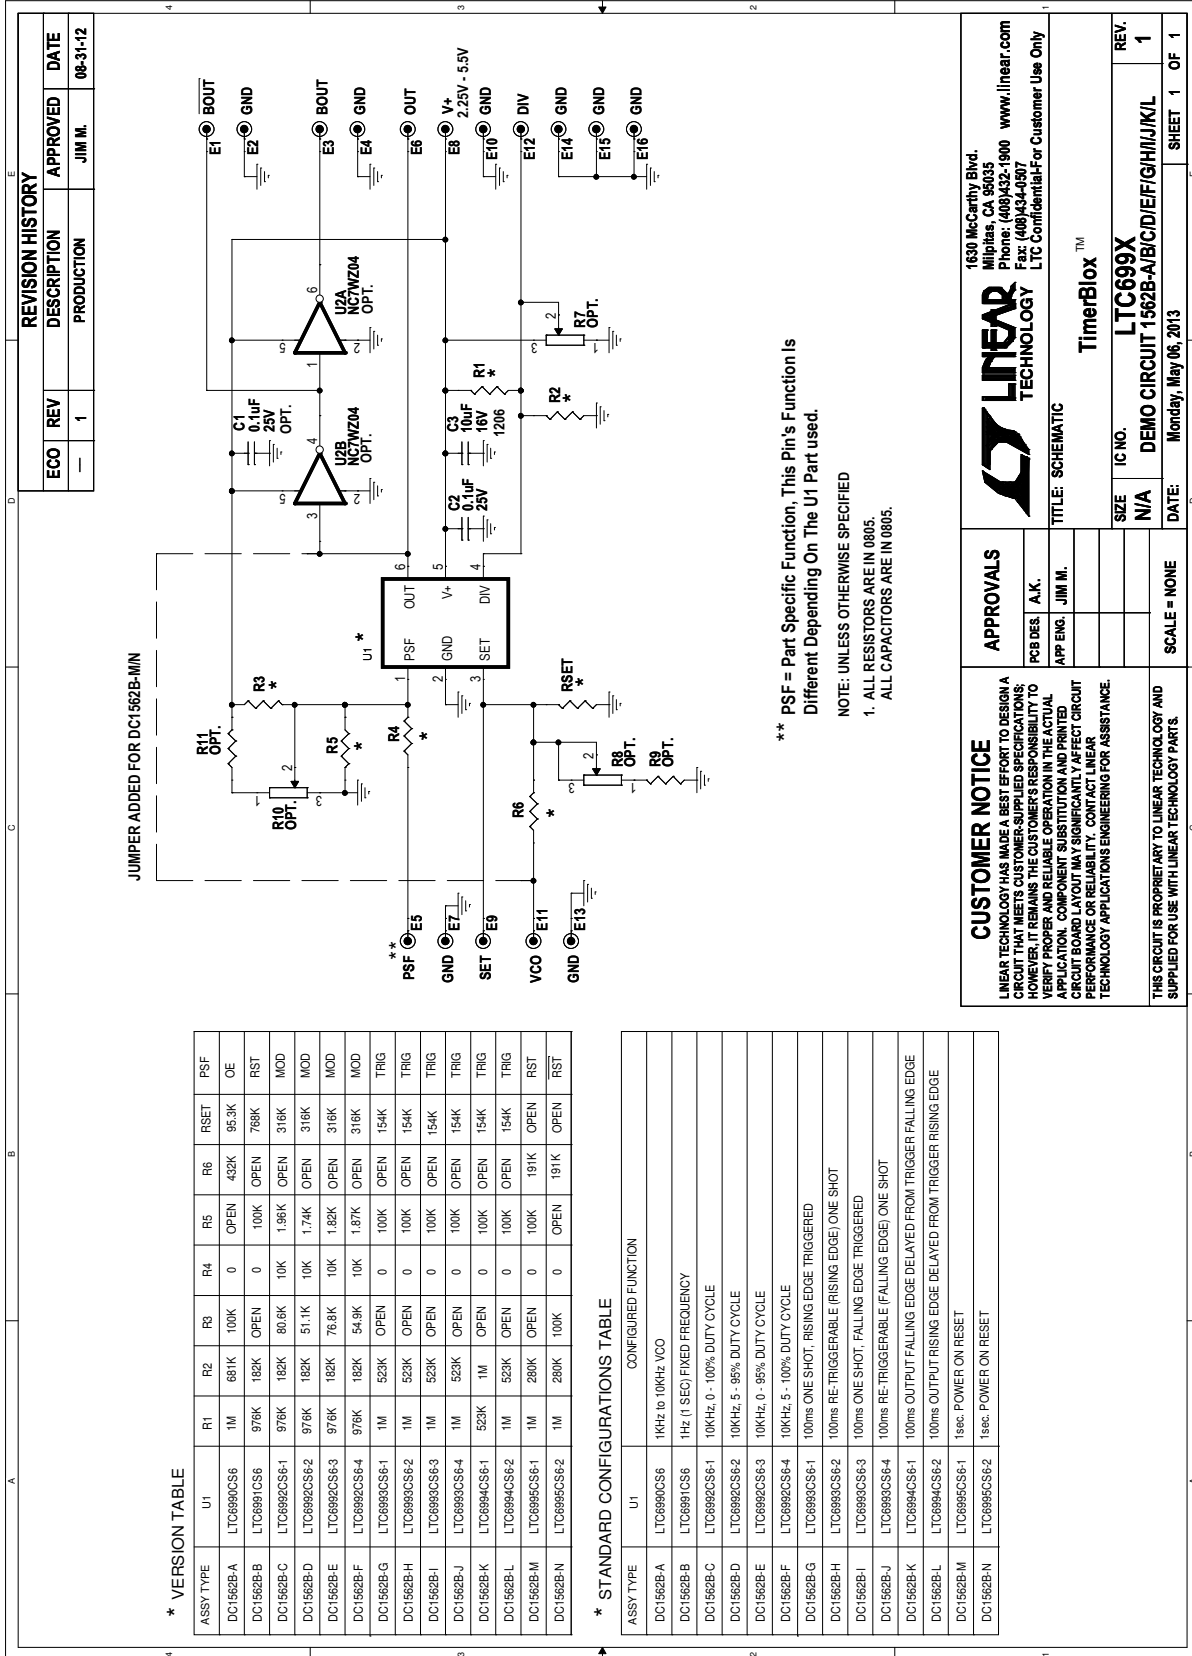 REVISION HISTORY
ECO REV DESCRIPTION APPROVED DATE
— 1 PRODUCTION JIM M. 08-31-12
JUMPER ADDED FOR DC1562B-M/N
R11
OPT.
R10
OPT.
1
2
3
R3
*
R5
*
R4
*
C1
0.1uF
25V
OPT.
U2B
NC7WZ04
OPT.
3
4
5
2
U2A
NC7WZ04
OPT.
1
6
5
2
BOUT
E1
GND
E2
BOUT
E3
GND
E4
OUT
E6
V+
2.25V - 5.5V
E8
GND
E10
DIV
E12
GND
E14
GND
E15
GND
E16
**
PSF
E5
GND
E7
SET
E9
VCO
E11
GND
E13
U1
*
1 PSF OUT 6
2 GND V+ 5
3 SET DIV 4
R6
*
R8
OPT.
3
2
1
R9
OPT.
RSET
*
C2
0.1uF
25V
C3
10uF
16V
1206
R1
*
R2
*
R7
OPT.
3
2
1
** PSF = Part Specific Function, This Pin's Function Is
Different Depending On The U1 Part used.
NOTE: UNLESS OTHERWISE SPECIFIED
1. ALL RESISTORS ARE IN 0805.
ALL CAPACITORS ARE IN 0805.
* VERSION TABLE
ASSY TYPE U1 R1 R2 R3 R4 R5 R6 RSET PSF
DC1562B-A LTC6990CS6 1M 681K 100K 0 OPEN 432K 95.3K OE
DC1562B-B LTC6991CS6 976K 182K OPEN 0 100K OPEN 768K RST
DC1562B-C LTC6992CS6-1 976K 182K 80.6K 10K 1.96K OPEN 316K MOD
DC1562B-D LTC6992CS6-2 976K 182K 51.1K 10K 1.74K OPEN 316K MOD
DC1562B-E LTC6992CS6-3 976K 182K 76.8K 10K 1.82K OPEN 316K MOD
DC1562B-F LTC6992CS6-4 976K 182K 54.9K 10K 1.87K OPEN 316K MOD
DC1562B-G LTC6993CS6-1 1M 523K OPEN 0 100K OPEN 154K TRIG
DC1562B-H LTC6993CS6-2 1M 523K OPEN 0 100K OPEN 154K TRIG
DC1562B-I LTC6993CS6-3 1M 523K OPEN 0 100K OPEN 154K TRIG
DC1562B-J LTC6993CS6-4 1M 523K OPEN 0 100K OPEN 154K TRIG
DC1562B-K LTC6994CS6-1 523K 1M OPEN 0 100K OPEN 154K TRIG
DC1562B-L LTC6994CS6-2 1M 523K OPEN 0 100K OPEN 154K TRIG
DC1562B-M LTC6995CS6-1 1M 280K OPEN 0 100K 191K OPEN RST
DC1562B-N LTC6995CS6-2 1M 280K 100K 0 OPEN 191K OPEN RST
* STANDARD CONFIGURATIONS TABLE
ASSY TYPE U1 CONFIGURED FUNCTION
DC1562B-A LTC6990CS6 1KHz to 10KHz VCO
DC1562B-B LTC6991CS6 1Hz (1 SEC) FIXED FREQUENCY
DC1562B-C LTC6992CS6-1 10KHz, 0 - 100% DUTY CYCLE
DC1562B-D LTC6992CS6-2 10KHz, 5 - 95% DUTY CYCLE
DC1562B-E LTC6992CS6-3 10KHz, 0 - 95% DUTY CYCLE
DC1562B-F LTC6992CS6-4 10KHz, 5 - 100% DUTY CYCLE
DC1562B-G LTC6993CS6-1 100ms ONE SHOT, RISING EDGE TRIGGERED
DC1562B-H LTC6993CS6-2 100ms RE-TRIGGERABLE (RISING EDGE) ONE SHOT
DC1562B-I LTC6993CS6-3 100ms ONE SHOT, FALLING EDGE TRIGGERED
DC1562B-J LTC6993CS6-4 100ms RE-TRIGGERABLE (FALLING EDGE) ONE SHOT
DC1562B-K LTC6994CS6-1 100ms OUTPUT FALLING EDGE DELAYED FROM TRIGGER FALLING EDGE
DC1562B-L LTC6994CS6-2 100ms OUTPUT RISING EDGE DELAYED FROM TRIGGER RISING EDGE
DC1562B-M LTC6995CS6-1 1sec. POWER ON RESET
DC1562B-N LTC6995CS6-2 1sec. POWER ON RESET
CUSTOMER NOTICE
LINEAR TECHNOLOGY HAS MADE A BEST EFFORT TO DESIGN A
CIRCUIT THAT MEETS CUSTOMER-SUPPLIED SPECIFICATIONS;
HOWEVER, IT REMAINS THE CUSTOMER'S RESPONSIBILITY TO
VERIFY PROPER AND RELIABLE OPERATION IN THE ACTUAL
APPLICATION. COMPONENT SUBSTITUTION AND PRINTED
CIRCUIT BOARD LAYOUT MAY SIGNIFICANTLY AFFECT CIRCUIT
PERFORMANCE OR RELIABILITY. CONTACT LINEAR
TECHNOLOGY APPLICATIONS ENGINEERING FOR ASSISTANCE.
THIS CIRCUIT IS PROPRIETARY TO LINEAR TECHNOLOGY AND
SUPPLIED FOR USE WITH LINEAR TECHNOLOGY PARTS.
APPROVALS
PCB DES. A.K.
APP ENG. JIM M.
SCALE = NONE
LINEAR
TECHNOLOGY
1630 McCarthy Blvd.
Milpitas, CA 95035
Phone: (408)432-1900 www.linear.com
Fax: (408)434-0507
LTC Confidential-For Customer Use Only
TITLE: SCHEMATIC
TimerBlox ™
SIZE
N/A
IC NO.
LTC699X
DEMO CIRCUIT 1562B-A/B/C/D/E/F/G/H/I/J/K/L
REV.
1
DATE: Monday, May 06, 2013
SHEET 1 OF 1